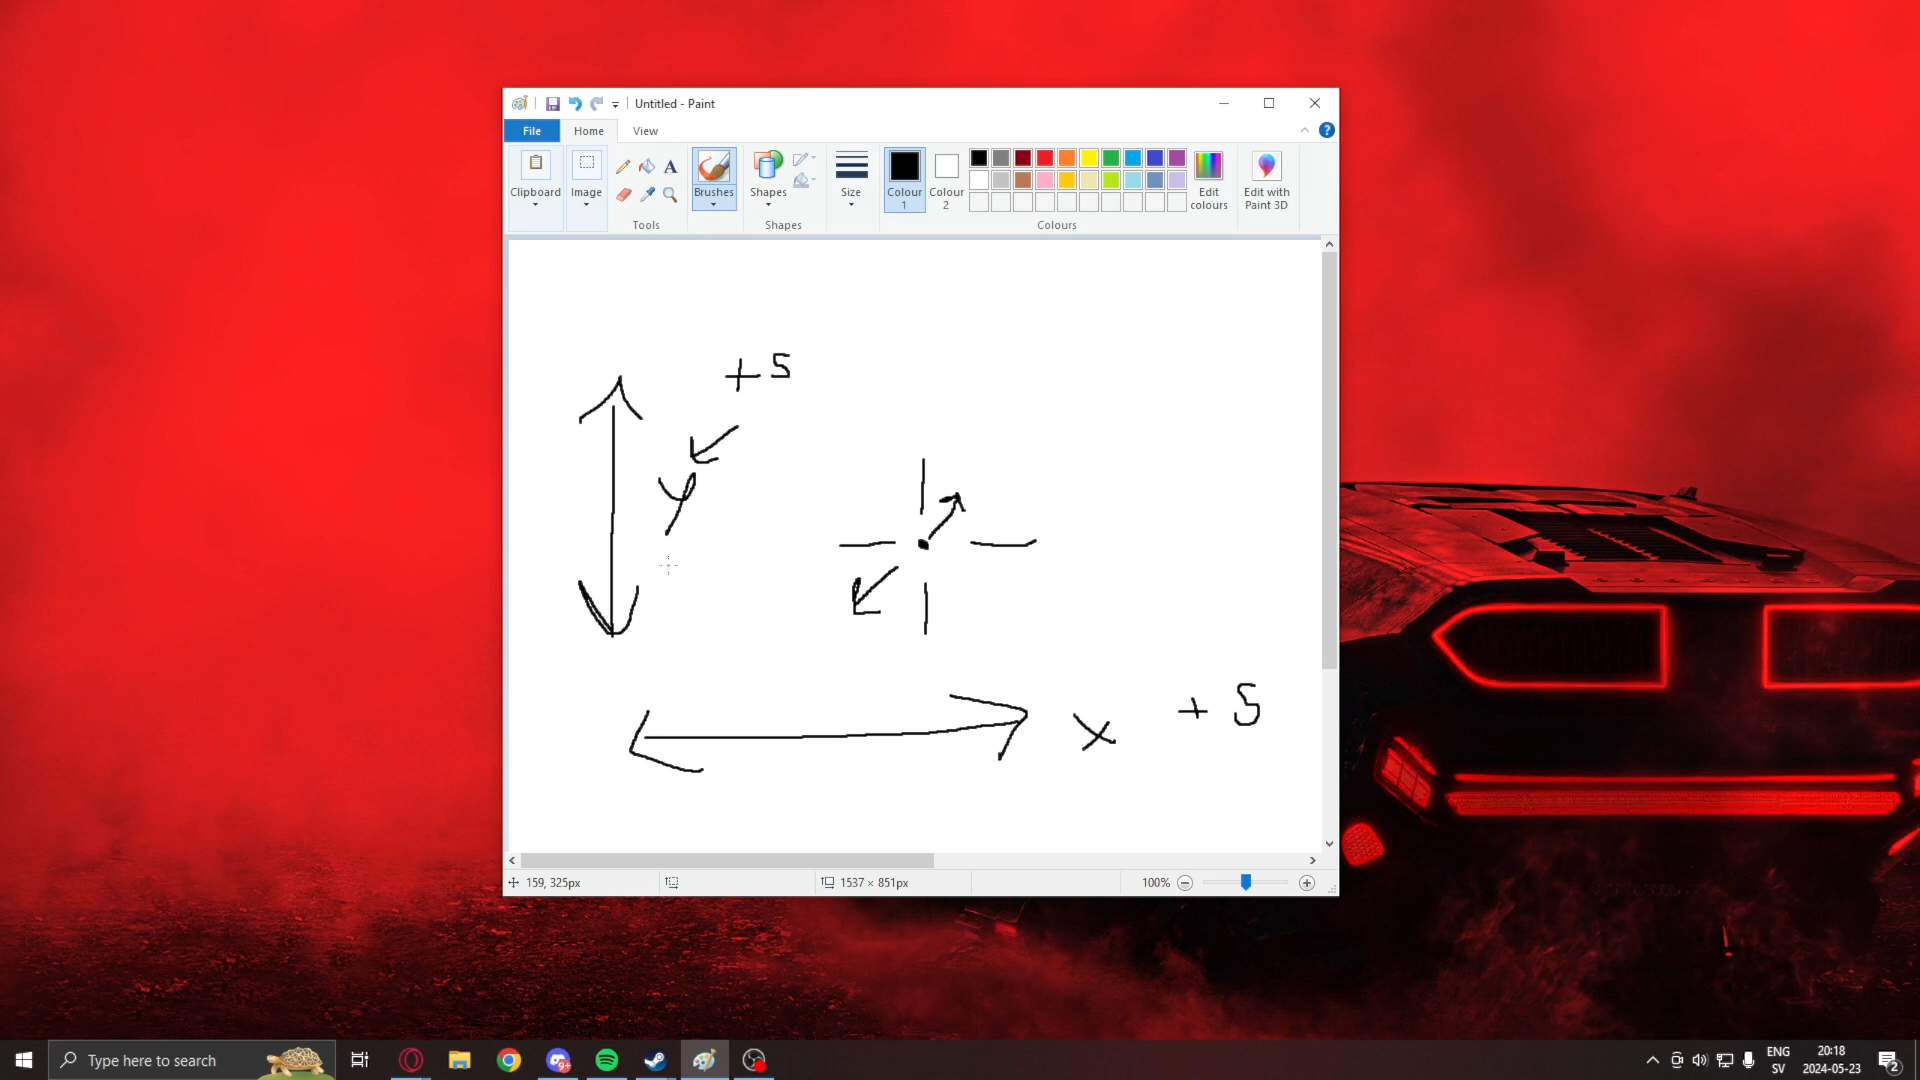 Untitled - Paint
File Home View
Clipboard
Image
A
Brushes
Shapes
Size
Colour 1
Colour 2
Edit colours
Edit with Paint 3D
Tools
Shapes
Colours
+5
y
x + 5
159, 325px
1537 × 851px
100%
Type here to search
9+
ENG
SV
20:18
2024-05-23
2